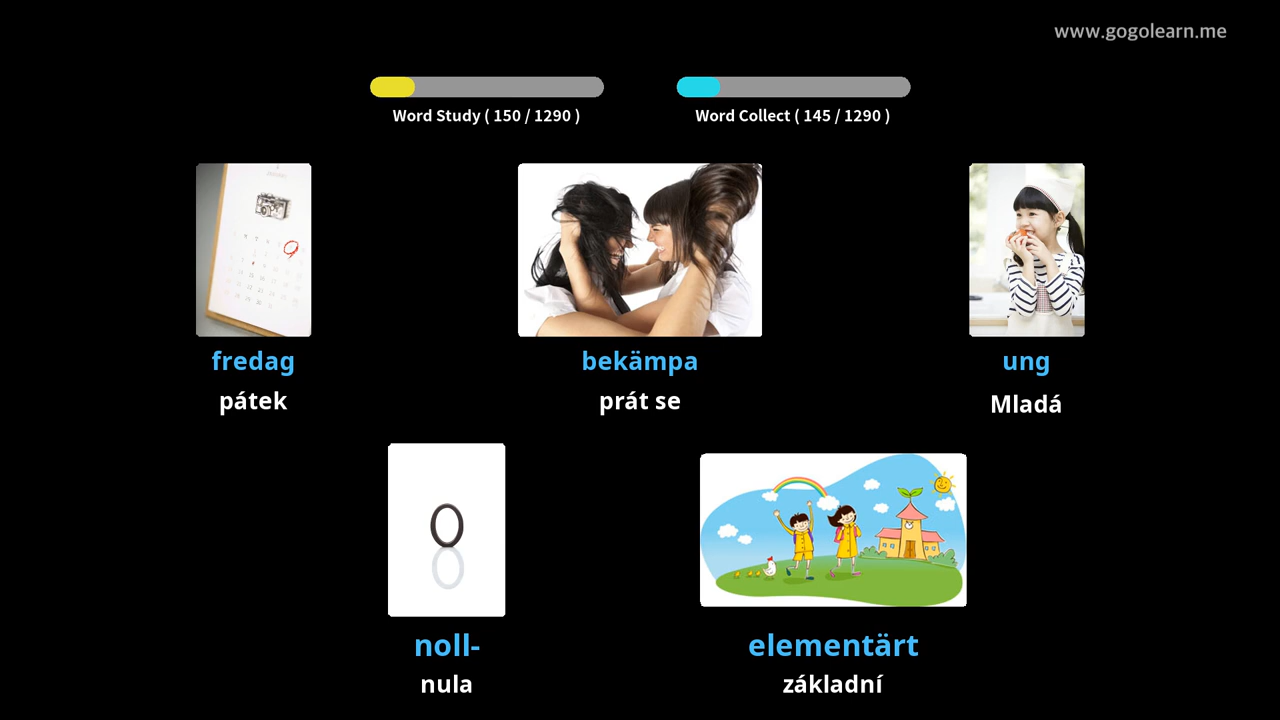 www.gogolearn.me
Word Study ( 150 / 1290 )
Word Collect ( 145 / 1290 )
fredag
bekämpa
ung
pátek
prát se
Mladá
noll-
elementärt
nula
základní